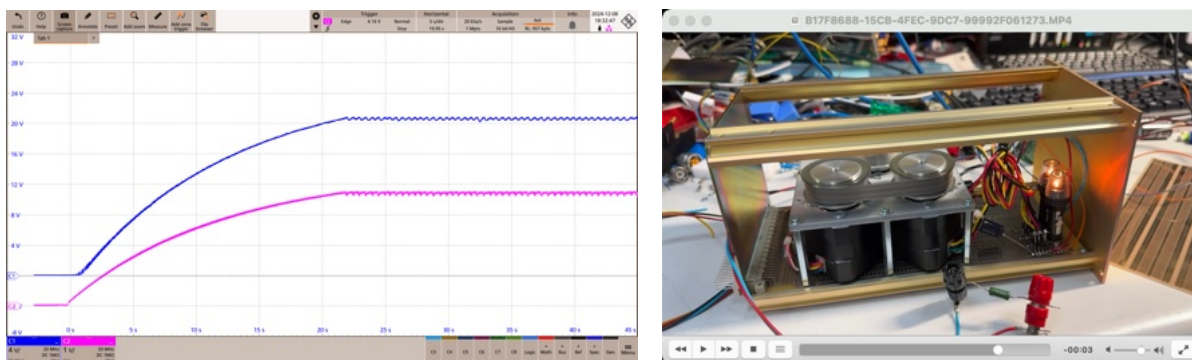 Undo
Help
Screen capture
Annotate
Preset
Add zoom
Measure
Add zone trigger
File browser
Trigger
Edge
Normal
Stop
Horizontal
5 s/div
Acquisition
Sample
Info
2024-12-08
Tab 1
32 V
28 V
24 V
20 V
16 V
12 V
8 V
4 V
C1
-8 V
0 s
5 s
10 s
15 s
20 s
25 s
30 s
35 s
40 s
45 s
C1
4 V/
C2
1 V/
C3
C4
C5
C6
C7
C8
Logic
Math
Bus
Ref
Spec
Gen
Menu
B17F8688-15CB-4FEC-9DC7-99992F061273.MP4
-00:03